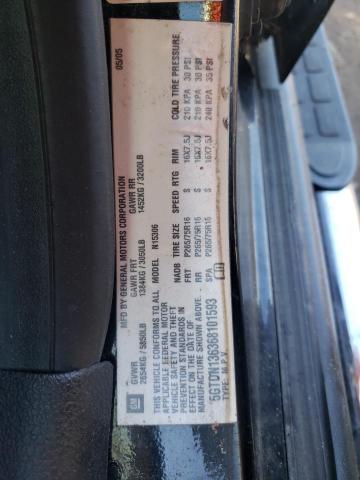 MFD BY GENERAL MOTORS CORPORATION 05/05
GVWR GAWR FRT GAWR RR
2654KG / 5850LB 1384KG / 3050LB 1452KG / 3200LB
THIS VEHICLE CONFORMS TO ALL
APPLICABLE FEDERAL MOTOR
VEHICLE SAFETY AND THEFT
PREVENTION STANDARDS IN
EFFECT ON THE DATE OF
MANUFACTURE SHOWN ABOVE.
5GTDN136368101593
TYPE: M.P.V.
MODEL: N15306
NADB TIRE SIZE SPEED RTG RIM COLD TIRE PRESSURE
FRT P265/75R16 S 16X7.5J 210 KPA 30 PSI
RR P265/75R16 S 16X7.5J 210 KPA 30 PSI
SPA P265/75R16 S 16X7.5J 240 KPA 35 PSI
GM